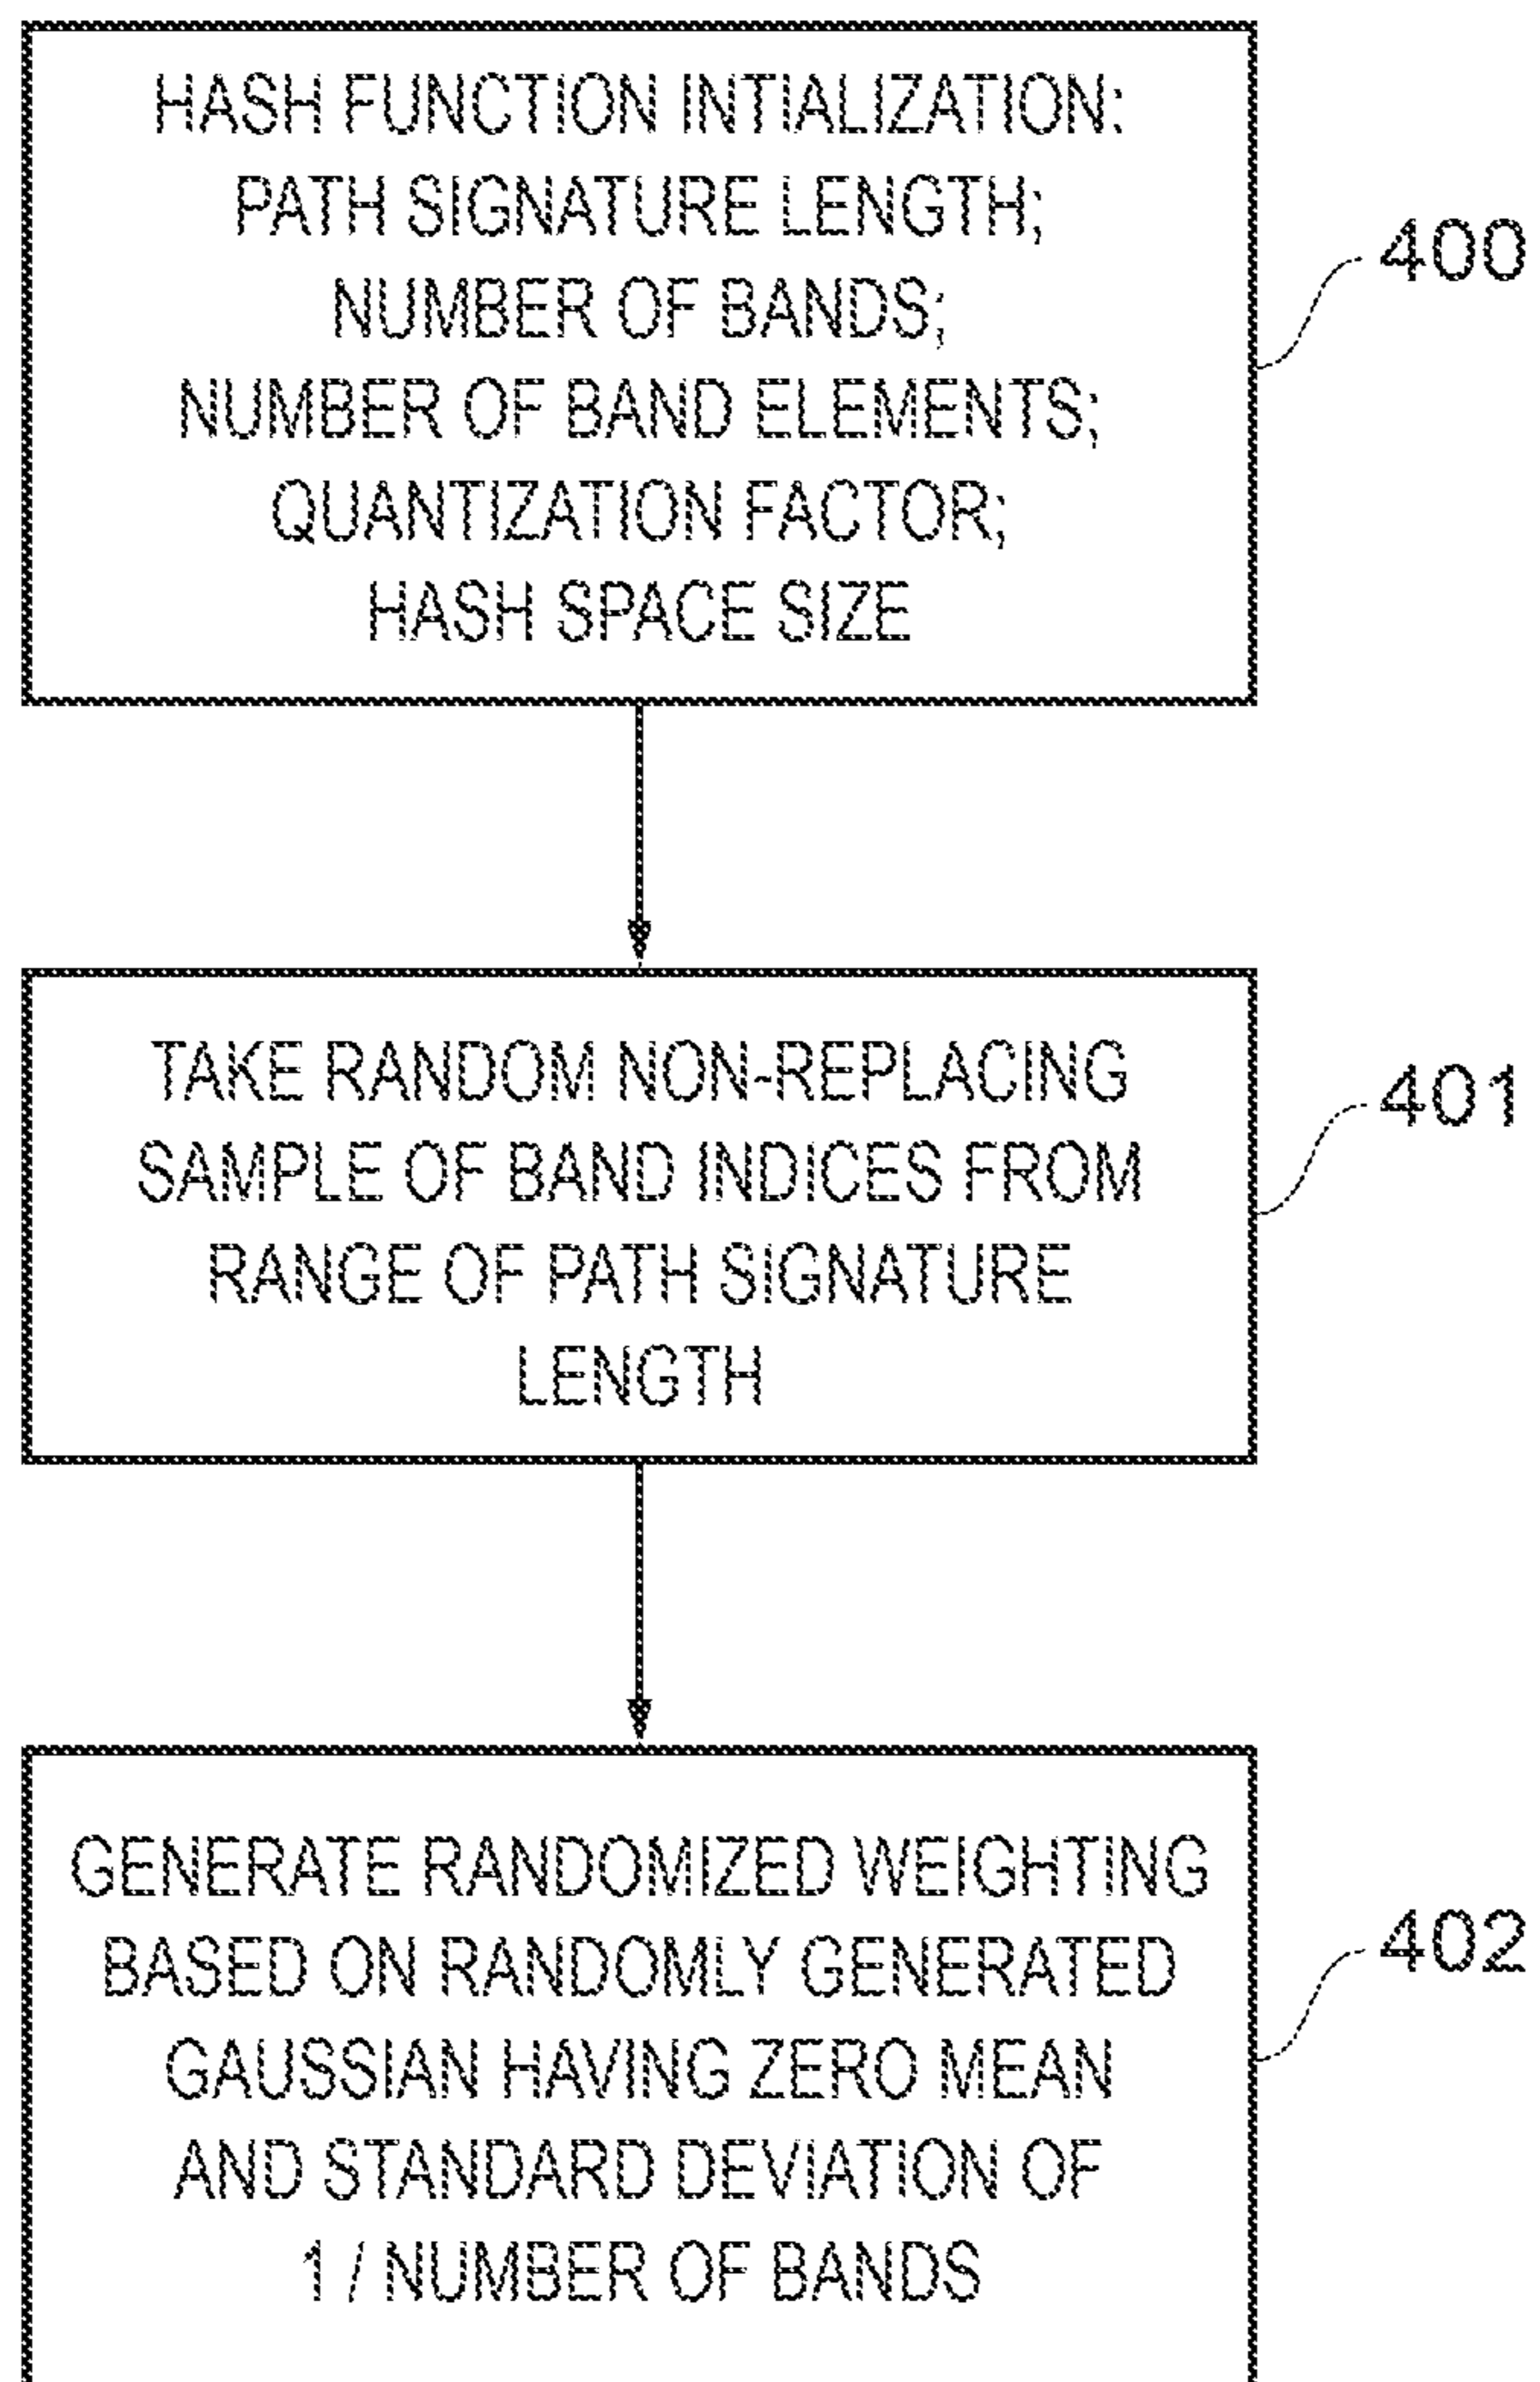 HASH FUNCTION INTIALIZATION:
PATH SIGNATURE LENGTH;
NUMBER OF BANDS;
NUMBER OF BAND ELEMENTS;
QUANTIZATION FACTOR;
HASH SPACE SIZE
400
TAKE RANDOM NON-REPLACING
SAMPLE OF BAND INDICES FROM
RANGE OF PATH SIGNATURE
LENGTH
401
GENERATE RANDOMIZED WEIGHTING
BASED ON RANDOMLY GENERATED
GAUSSIAN HAVING ZERO MEAN
AND STANDARD DEVIATION OF
1 / NUMBER OF BANDS
402